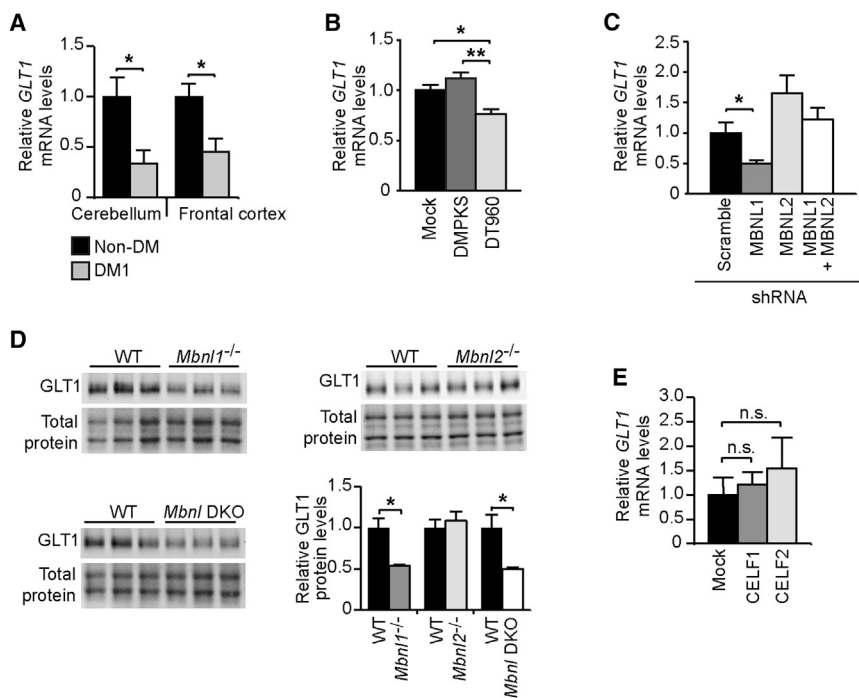 A
Relative GLT1
mRNA levels
1.5
1.0
0.5
0
*
*
Cerebellum
Frontal cortex
Non-DM
DM1
B
Relative GLT1
mRNA levels
1.5
1.0
0.5
0
*
**
Mock
DMPKS
DT960
C
Relative GLT1
mRNA levels
2.5
2.0
1.5
1.0
0.5
0
*
Scramble
MBNL1
MBNL2
MBNL1
+ MBNL2
shRNA
D
WT
Mbnl1-/-
GLT1
Total
protein
WT
Mbnl2-/-
GLT1
Total
protein
WT
Mbnl DKO
GLT1
Total
protein
Relative GLT1
protein levels
1.5
1.0
0.5
0
*
*
WT
Mbnl1-/-
WT
Mbnl2-/-
WT
Mbnl DKO
E
Relative GLT1
mRNA levels
3.0
2.5
2.0
1.5
1.0
0.5
0
n.s.
n.s.
Mock
CELF1
CELF2